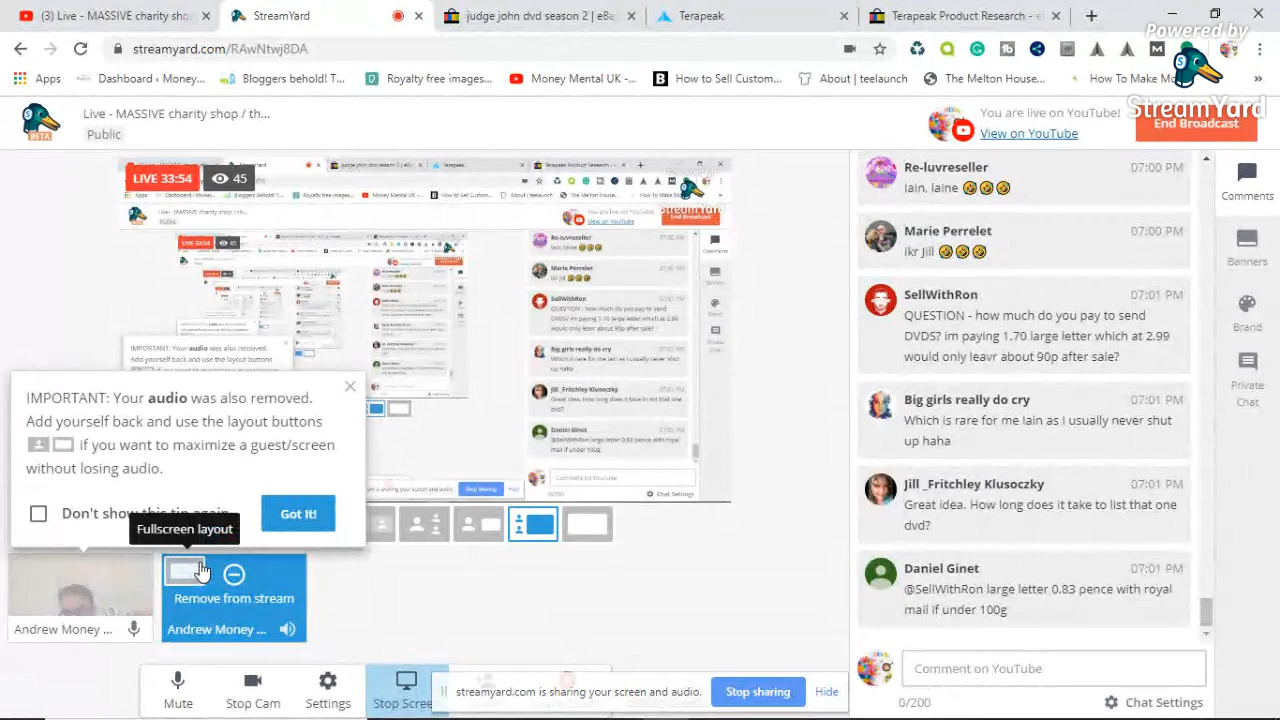 (3) Live - MASSIVE charity sho
StreamYard
judge john dvd season 2 | eBa
Terapeak
Terapeak Product Research - e
Powered by
StreamYard
streamyard.com/RAwNtwj8DA
Apps
Dashboard ‹ Money...
Bloggers behold! T...
Royalty free images...
Money Mental UK -...
How to Sell Custom...
About | teelaunch
The Melton House...
How To Make Mo
»
BETA
Live - MASSIVE charity shop / th...
Public
You are live on YouTube!
View on YouTube
End Broadcast
LIVE 33:54
45
Re-luvreseller
07:00 PM
Marie Perrelet
07:00 PM
SellWithRon
07:01 PM
QUESTION - how much do you pay to send
DVDs? Im paying 1.70 large letter which at 2.99
would only leavr about 90p after sale?
Big girls really do cry
07:01 PM
Which is rare for me Iain as I usually never shut
up haha
Jill_Fritchley Klusoczky
07:01 PM
Great idea. How long does it take to list that one
dvd?
Daniel Ginet
07:01 PM
@SellWithRon large letter 0.83 pence with royal
mail if under 100g
Comment on YouTube
0/200
Chat Settings
Comments
Banners
Brand
Private
Chat
IMPORTANT: Your audio was also removed.
Add yourself back and use the layout buttons
if you want to maximize a guest/screen
without losing audio.
Don't show this tip again
Got It!
Fullscreen layout
Remove from stream
Andrew Money ...
Andrew Money ...
Mute
Stop Cam
Settings
Stop Scree
streamyard.com is sharing your screen and audio.
Stop sharing
Hide